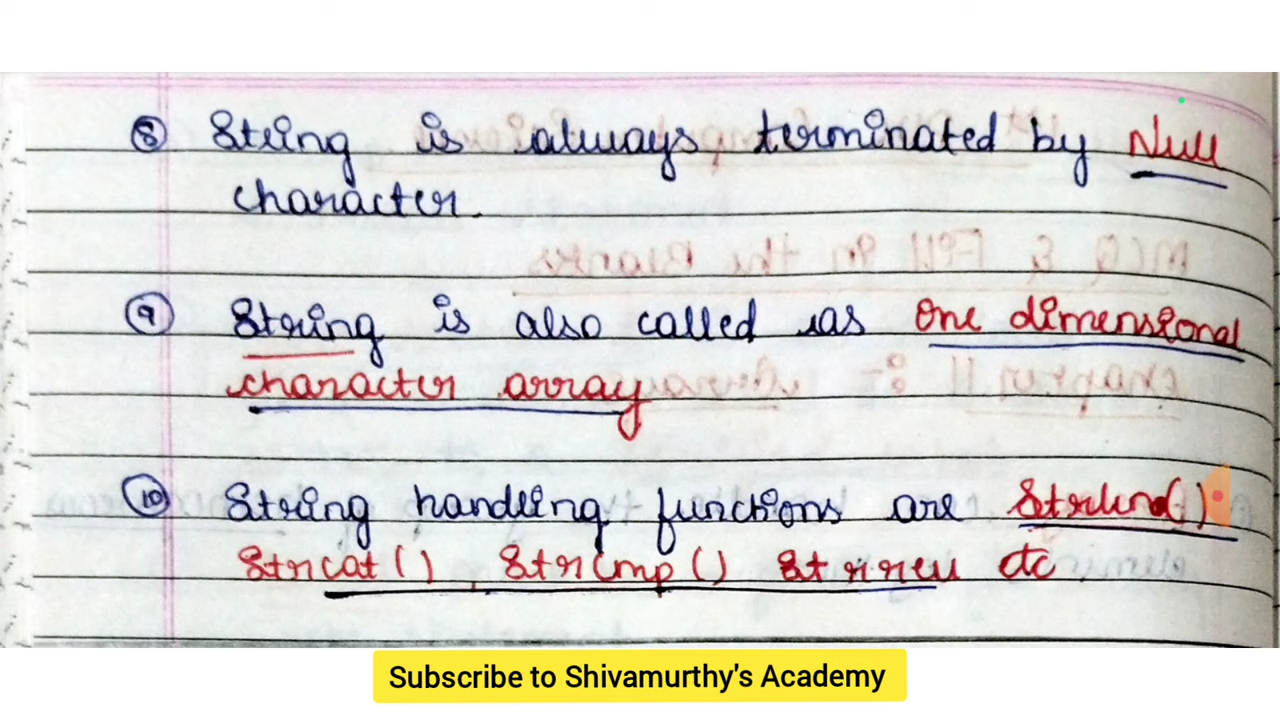 ⑧ String is always terminated by Null
character.
⑨ String is also called as One dimensional
character array
⑩ String handling functions are Strlen()
Strcat(), Strcmp() Strrev etc
Subscribe to Shivamurthy's Academy